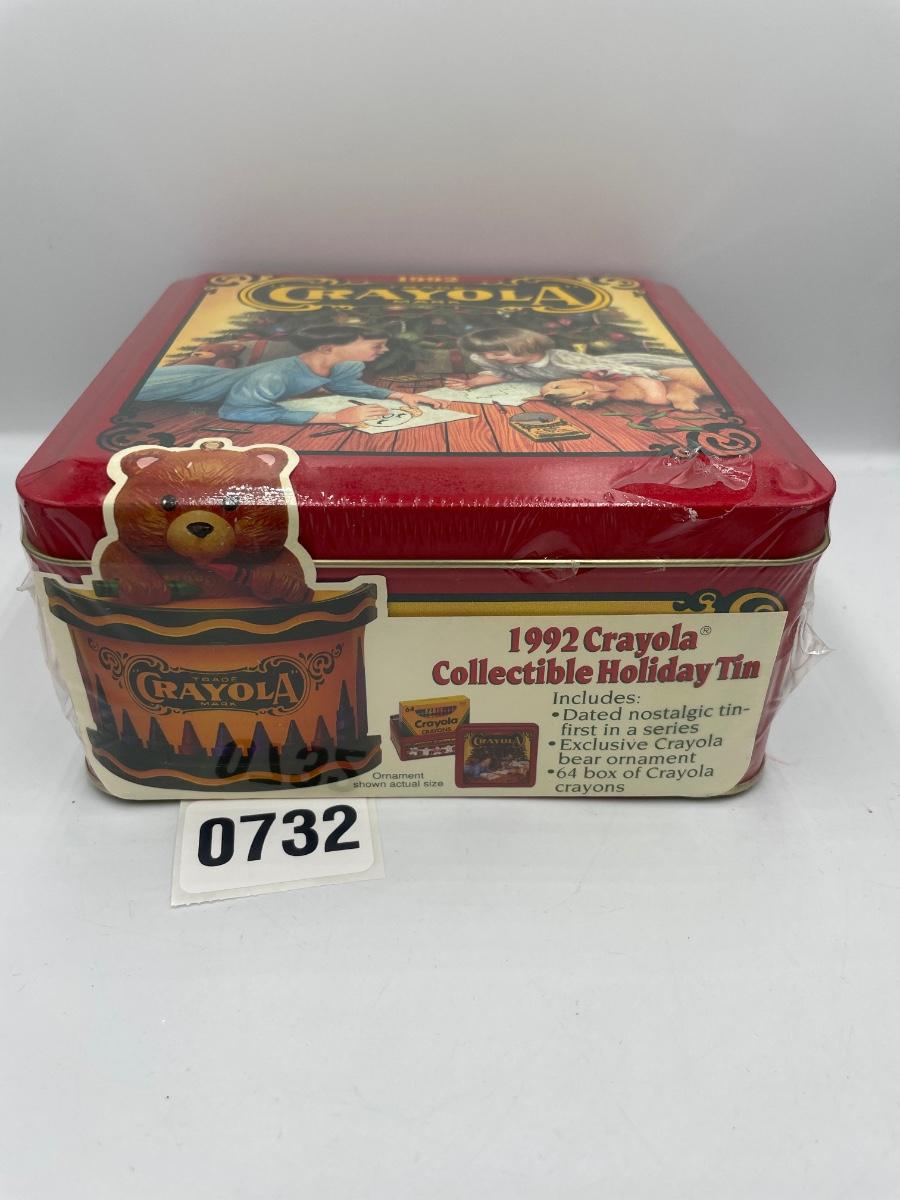 1992
CRAYOLA
TRADE
CRAYOLA
MARK
1992 Crayola®
Collectible Holiday Tin
Includes:
•Dated nostalgic tin-
first in a series
•Exclusive Crayola
bear ornament
•64 box of Crayola
crayons
64
Crayola
CRAYONS
CRAYOLA
Ornament
shown actual size
0135
0732